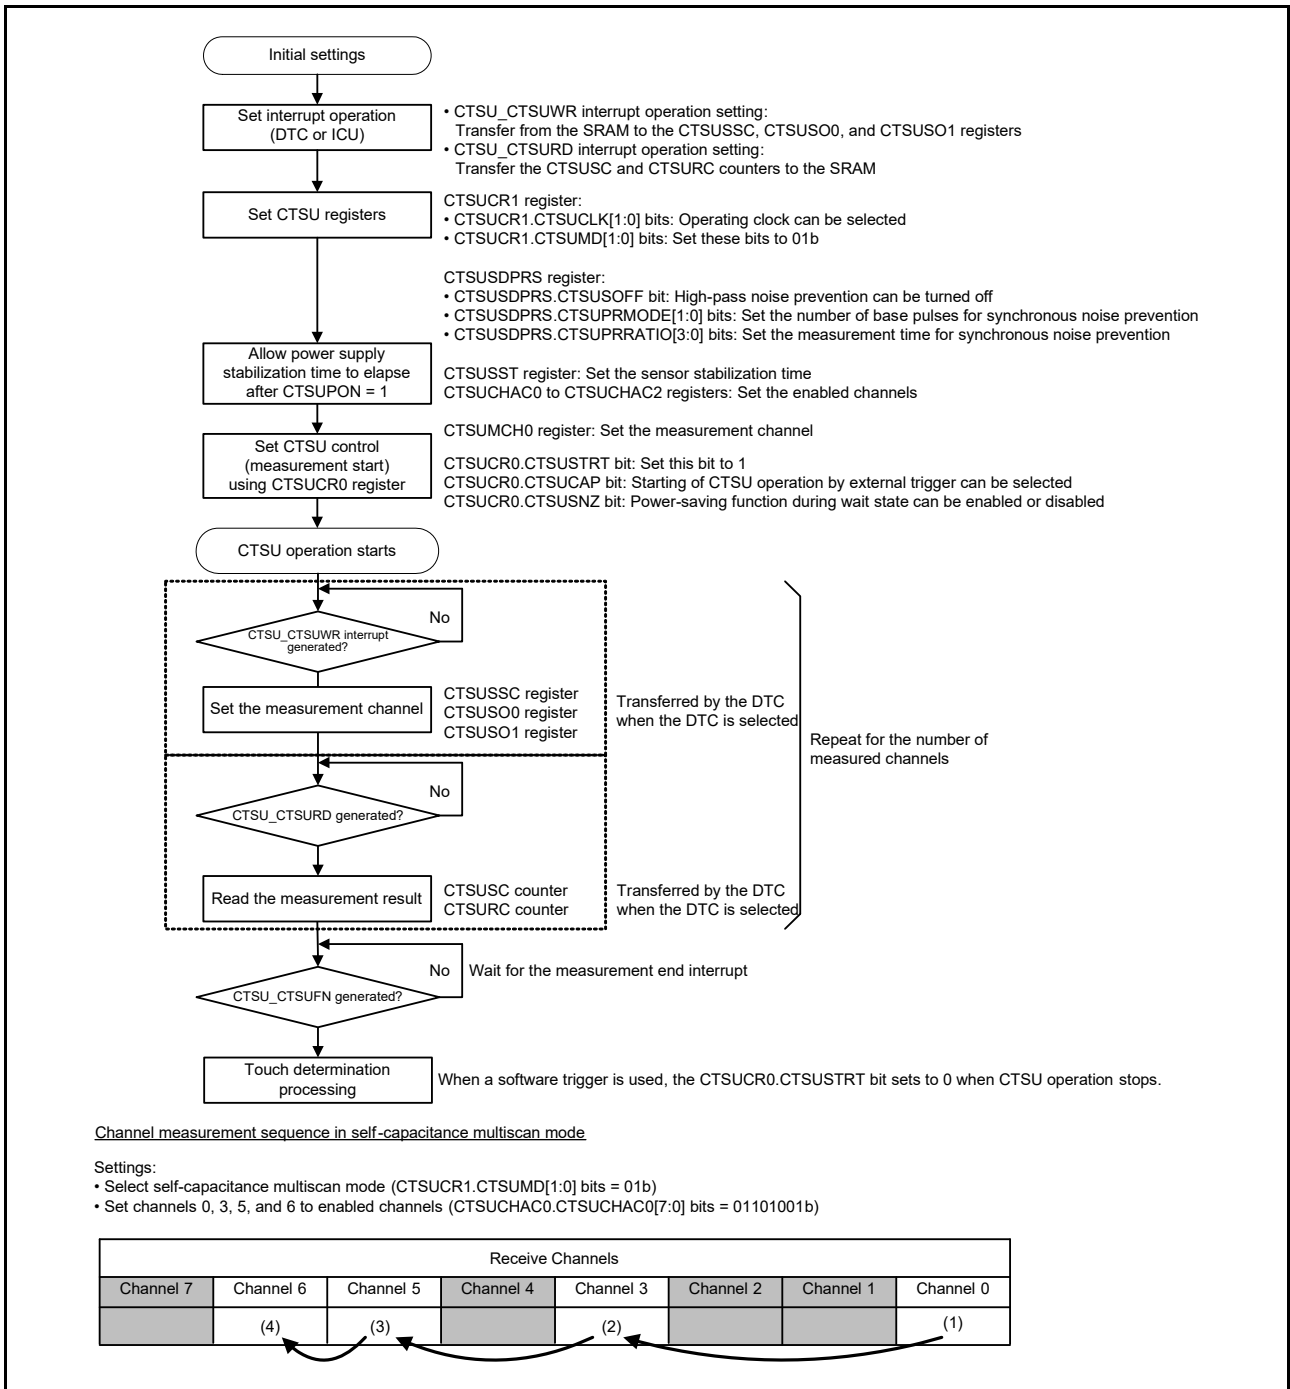 Initial settings
Set interrupt operation
(DTC or ICU)
• CTSU_CTSUWR interrupt operation setting:
Transfer from the SRAM to the CTSUSSC, CTSUSO0, and CTSUSO1 registers
• CTSU_CTSURD interrupt operation setting:
Transfer the CTSUSC and CTSURC counters to the SRAM
Set CTSU registers
CTSUCR1 register:
• CTSUCR1.CTSUCLK[1:0] bits: Operating clock can be selected
• CTSUCR1.CTSUMD[1:0] bits: Set these bits to 01b
CTSUSDPRS register:
• CTSUSDPRS.CTSUSOFF bit: High-pass noise prevention can be turned off
• CTSUSDPRS.CTSUPRMODE[1:0] bits: Set the number of base pulses for synchronous noise prevention
• CTSUSDPRS.CTSUPRRATIO[3:0] bits: Set the measurement time for synchronous noise prevention
Allow power supply
stabilization time to elapse
after CTSUPON = 1
CTSUSST register: Set the sensor stabilization time
CTSUCHAC0 to CTSUCHAC2 registers: Set the enabled channels
CTSUMCH0 register: Set the measurement channel
Set CTSU control
(measurement start)
using CTSUCR0 register
CTSUCR0.CTSUSTRT bit: Set this bit to 1
CTSUCR0.CTSUCAP bit: Starting of CTSU operation by external trigger can be selected
CTSUCR0.CTSUSNZ bit: Power-saving function during wait state can be enabled or disabled
CTSU operation starts
No
CTSU_CTSUWR interrupt
generated?
Set the measurement channel
CTSUSSC register
CTSUSO0 register
CTSUSO1 register
Transferred by the DTC
when the DTC is selected
Repeat for the number of
measured channels
No
CTSU_CTSURD generated?
Read the measurement result
CTSUSC counter
CTSURC counter
Transferred by the DTC
when the DTC is selected
No
Wait for the measurement end interrupt
CTSU_CTSUFN generated?
Touch determination
processing
When a software trigger is used, the CTSUCR0.CTSUSTRT bit sets to 0 when CTSU operation stops.
Channel measurement sequence in self-capacitance multiscan mode
Settings:
• Select self-capacitance multiscan mode (CTSUCR1.CTSUMD[1:0] bits = 01b)
• Set channels 0, 3, 5, and 6 to enabled channels (CTSUCHAC0.CTSUCHAC0[7:0] bits = 01101001b)
Receive Channels
Channel 7 Channel 6 Channel 5 Channel 4 Channel 3 Channel 2 Channel 1 Channel 0
(4) (3) (2) (1)